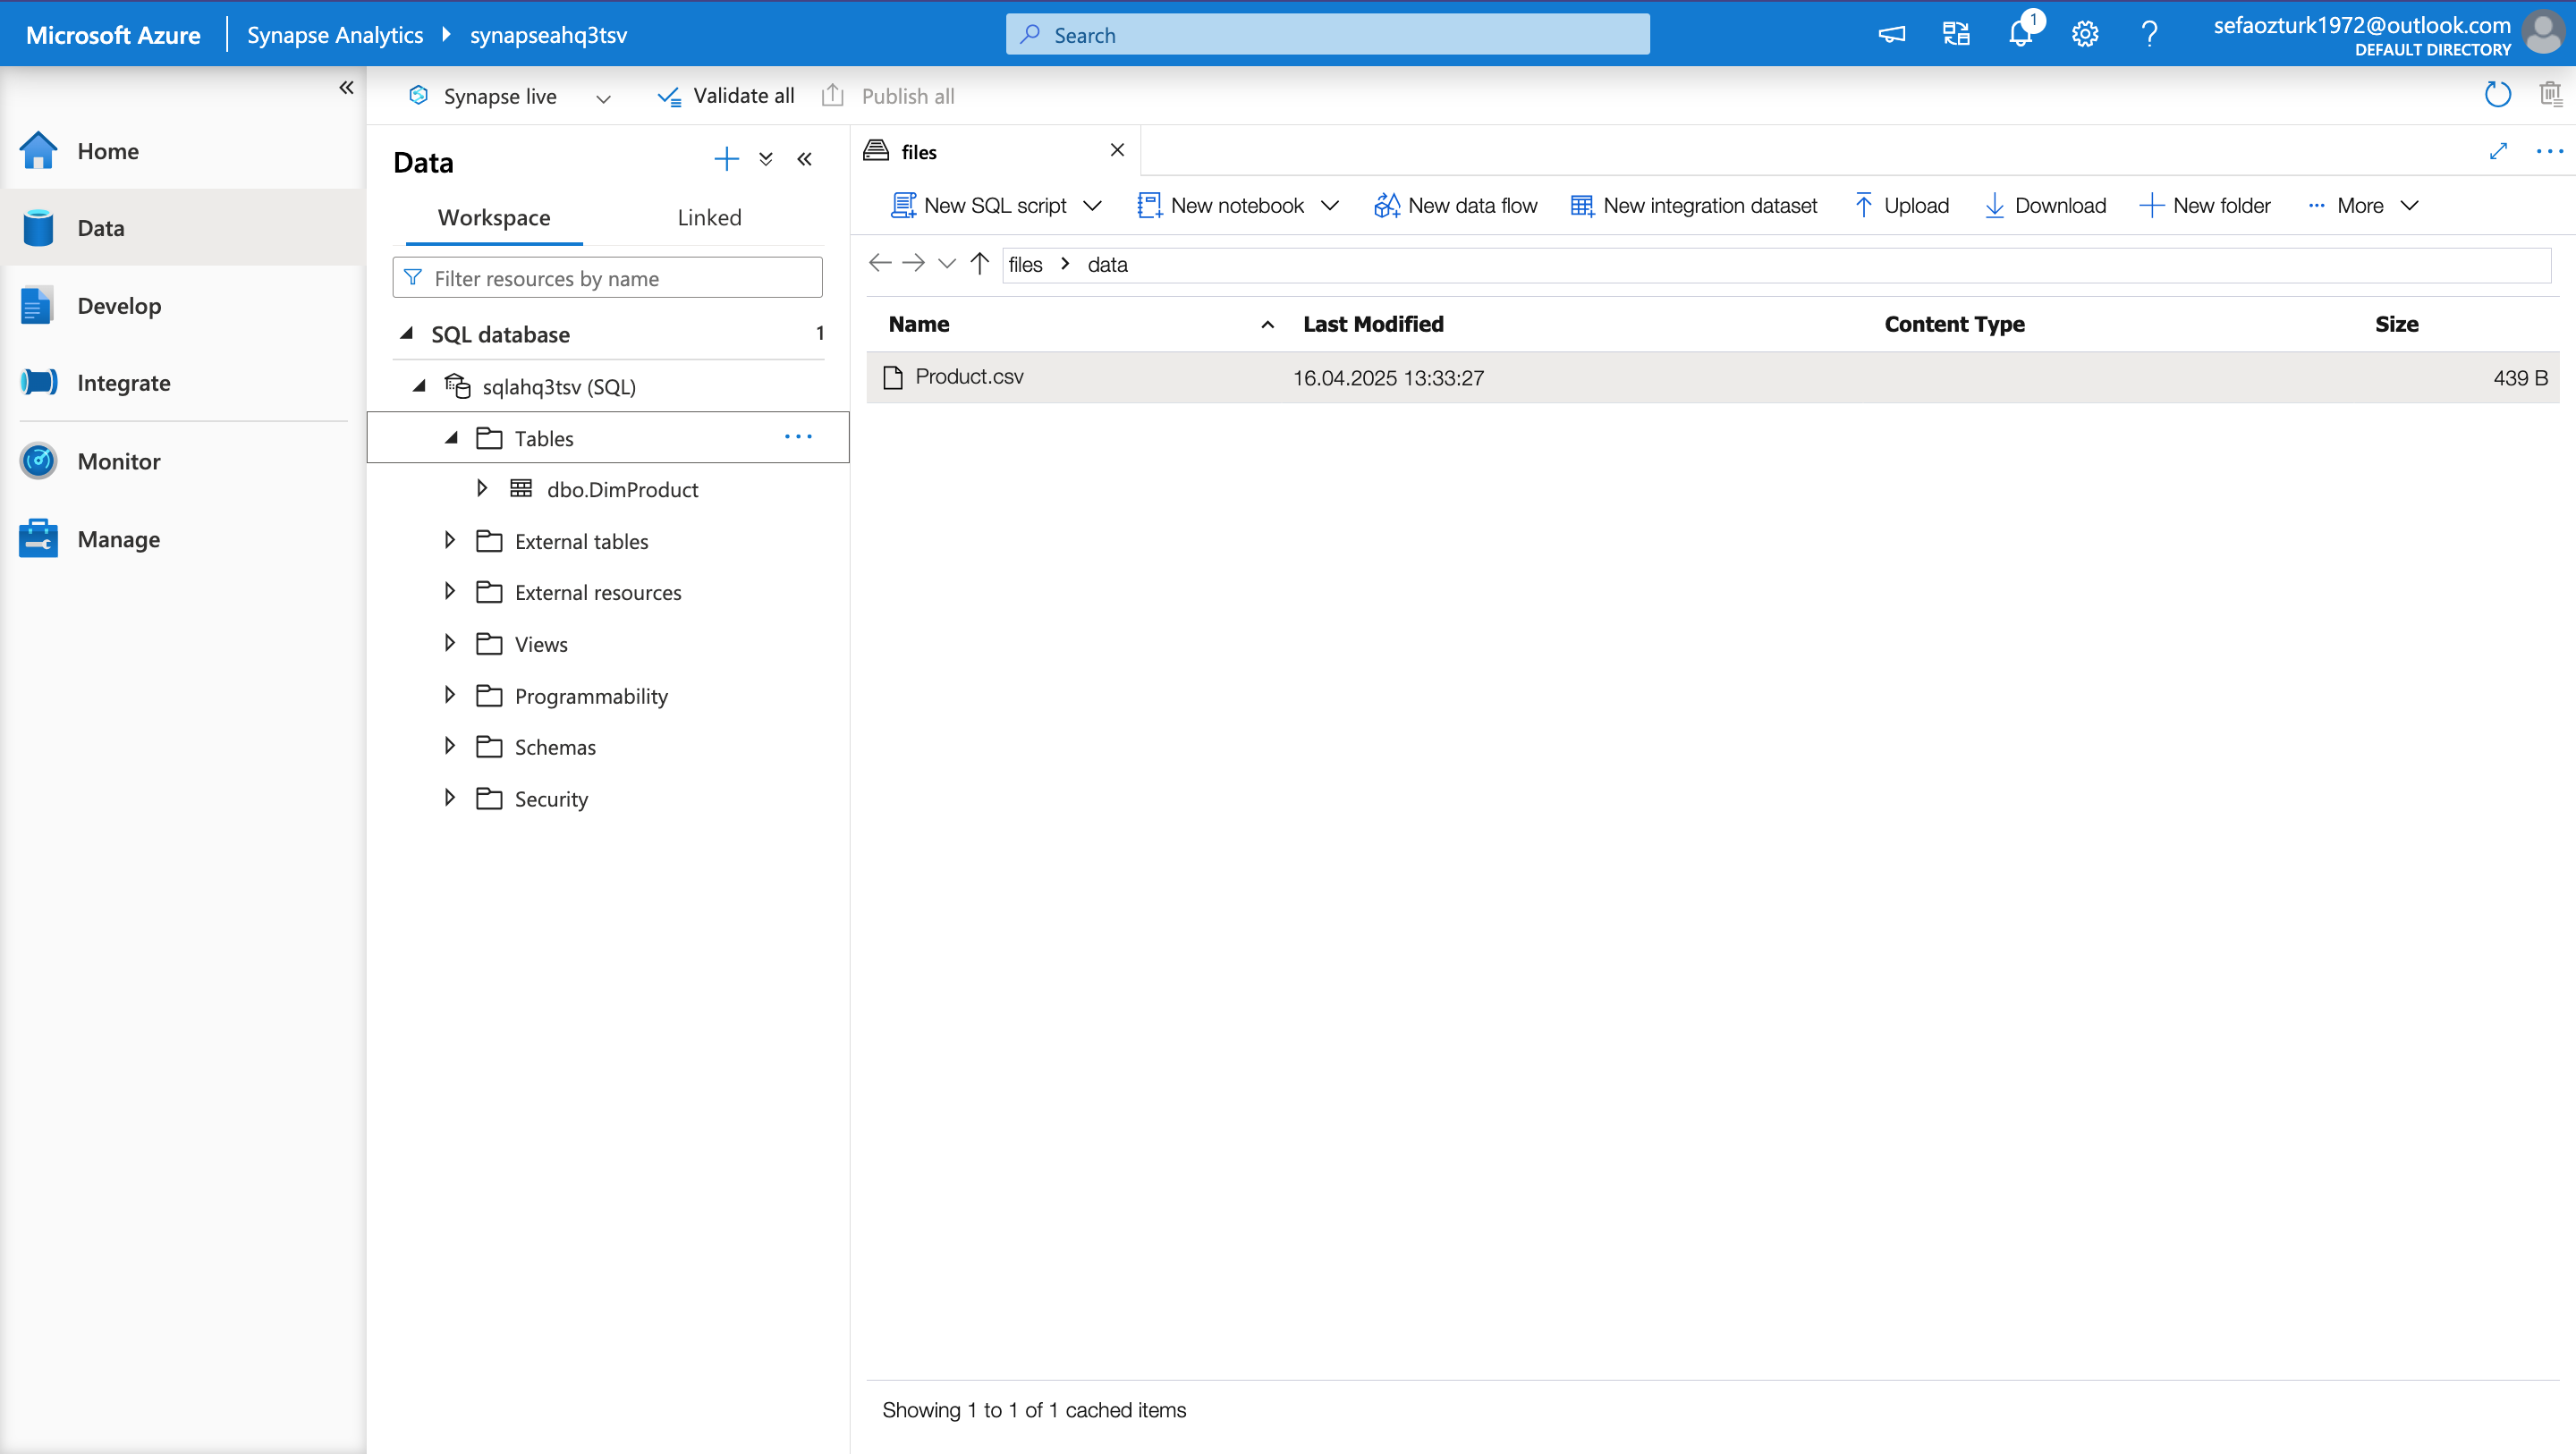 Microsoft Azure
Synapse Analytics
synapseahq3tsv
Search
1
sefaozturk1972@outlook.com
DEFAULT DIRECTORY
Synapse live
Validate all
Publish all
Home
Data
Develop
Integrate
Monitor
Manage
Data
Workspace
Linked
Filter resources by name
SQL database 1
sqlahq3tsv (SQL)
Tables
dbo.DimProduct
External tables
External resources
Views
Programmability
Schemas
Security
files
New SQL script
New notebook
New data flow
New integration dataset
Upload
Download
New folder
More
files > data
Name Last Modified Content Type Size
Product.csv 16.04.2025 13:33:27 439 B
Showing 1 to 1 of 1 cached items